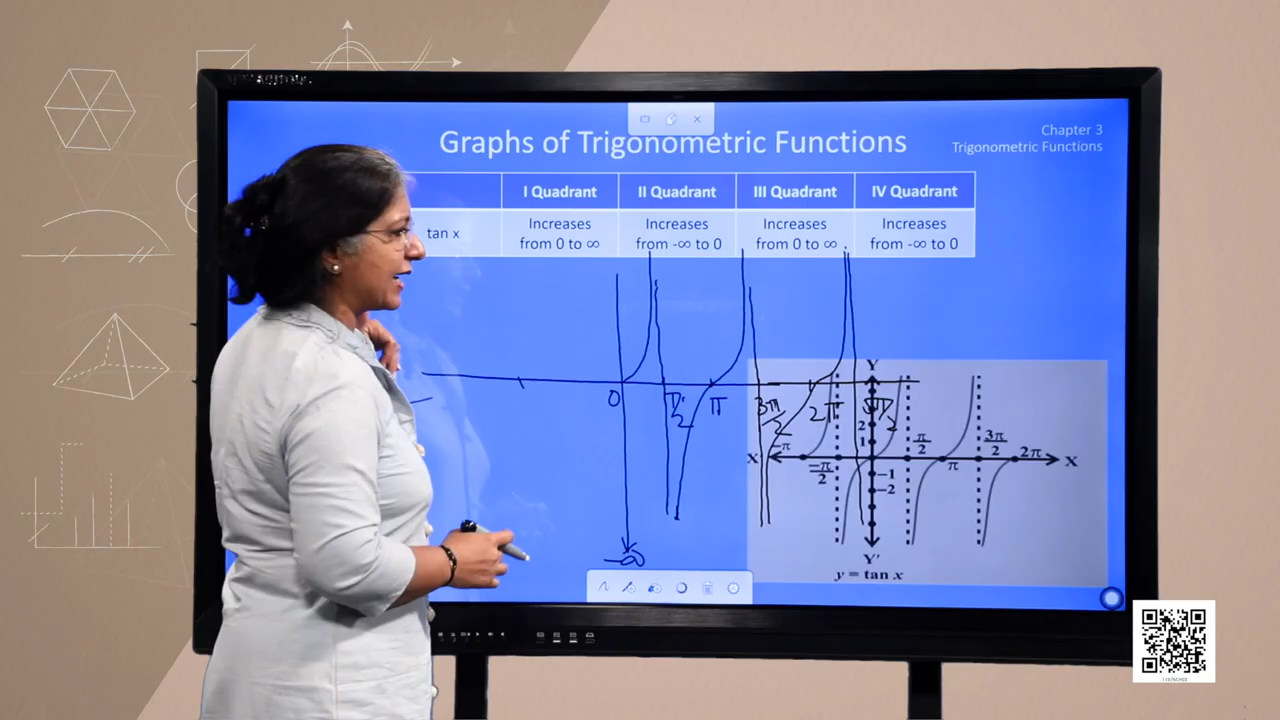 Graphs of Trigonometric Functions
Chapter 3
Trigonometric Functions
I Quadrant II Quadrant III Quadrant IV Quadrant
tan x
Increases from 0 to ∞
Increases from -∞ to 0
Increases from 0 to ∞
Increases from -∞ to 0
0 π/2 π 3π/2 2π 5π/2
-∞
Y
2
1
-π -π/2 π/2 π 3π/2 2π
X X
-1
-2
Y'
y = tan x